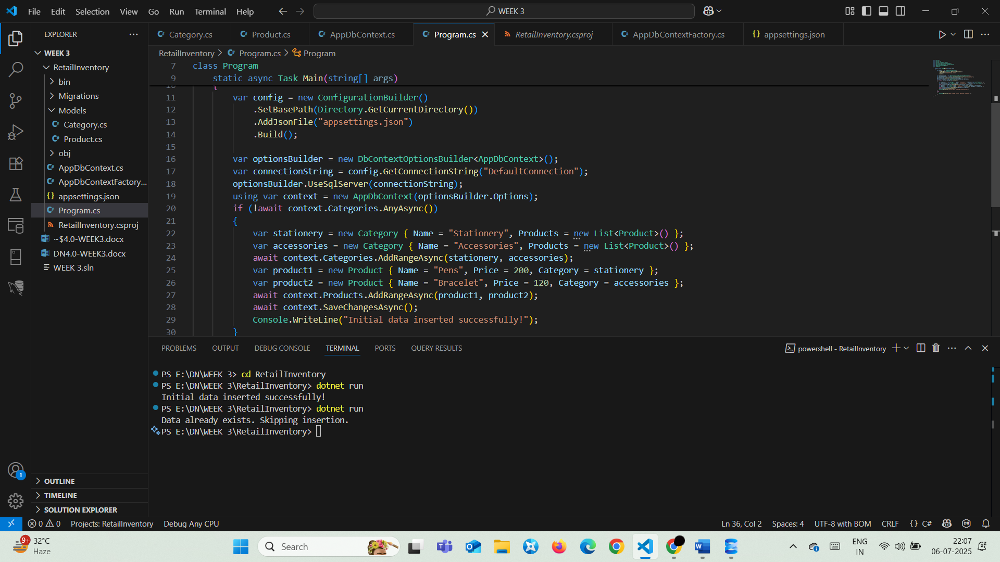 File Edit Selection View Go Run Terminal Help
WEEK 3
EXPLORER
Category.cs
Product.cs
AppDbContext.cs
Program.cs
RetailInventory.csproj
AppDbContextFactory.cs
appsettings.json
WEEK 3
RetailInventory
bin
Migrations
Models
Category.cs
Product.cs
obj
AppDbContext.cs
AppDbContextFactory...
appsettings.json
Program.cs
RetailInventory.csproj
~$4.0-WEEK3.docx
DN4.0-WEEK3.docx
WEEK 3.sln
OUTLINE
TIMELINE
SOLUTION EXPLORER
1
RetailInventory > Program.cs > Program
7 class Program
9 static async Task Main(string[] args)
10 {
11 var config = new ConfigurationBuilder()
12 .SetBasePath(Directory.GetCurrentDirectory())
13 .AddJsonFile("appsettings.json")
14 .Build();
15
16 var optionsBuilder = new DbContextOptionsBuilder<AppDbContext>();
17 var connectionString = config.GetConnectionString("DefaultConnection");
18 optionsBuilder.UseSqlServer(connectionString);
19 using var context = new AppDbContext(optionsBuilder.Options);
20 if (!await context.Categories.AnyAsync())
21 {
22 var stationery = new Category { Name = "Stationery", Products = new List<Product>() };
23 var accessories = new Category { Name = "Accessories", Products = new List<Product>() };
24 await context.Categories.AddRangeAsync(stationery, accessories);
25 var product1 = new Product { Name = "Pens", Price = 200, Category = stationery };
26 var product2 = new Product { Name = "Bracelet", Price = 120, Category = accessories };
27 await context.Products.AddRangeAsync(product1, product2);
28 await context.SaveChangesAsync();
29 Console.WriteLine("Initial data inserted successfully!");
30 }
PROBLEMS OUTPUT DEBUG CONSOLE TERMINAL PORTS QUERY RESULTS
powershell - RetailInventory
PS E:\DN\WEEK 3> cd RetailInventory
PS E:\DN\WEEK 3\RetailInventory> dotnet run
Initial data inserted successfully!
PS E:\DN\WEEK 3\RetailInventory> dotnet run
Data already exists. Skipping insertion.
PS E:\DN\WEEK 3\RetailInventory>
0 0 Projects: RetailInventory Debug Any CPU
Ln 36, Col 2 Spaces: 4 UTF-8 with BOM CRLF {} C#
9+ 32°C
Haze
Search
ENG
IN
22:07
06-07-2025